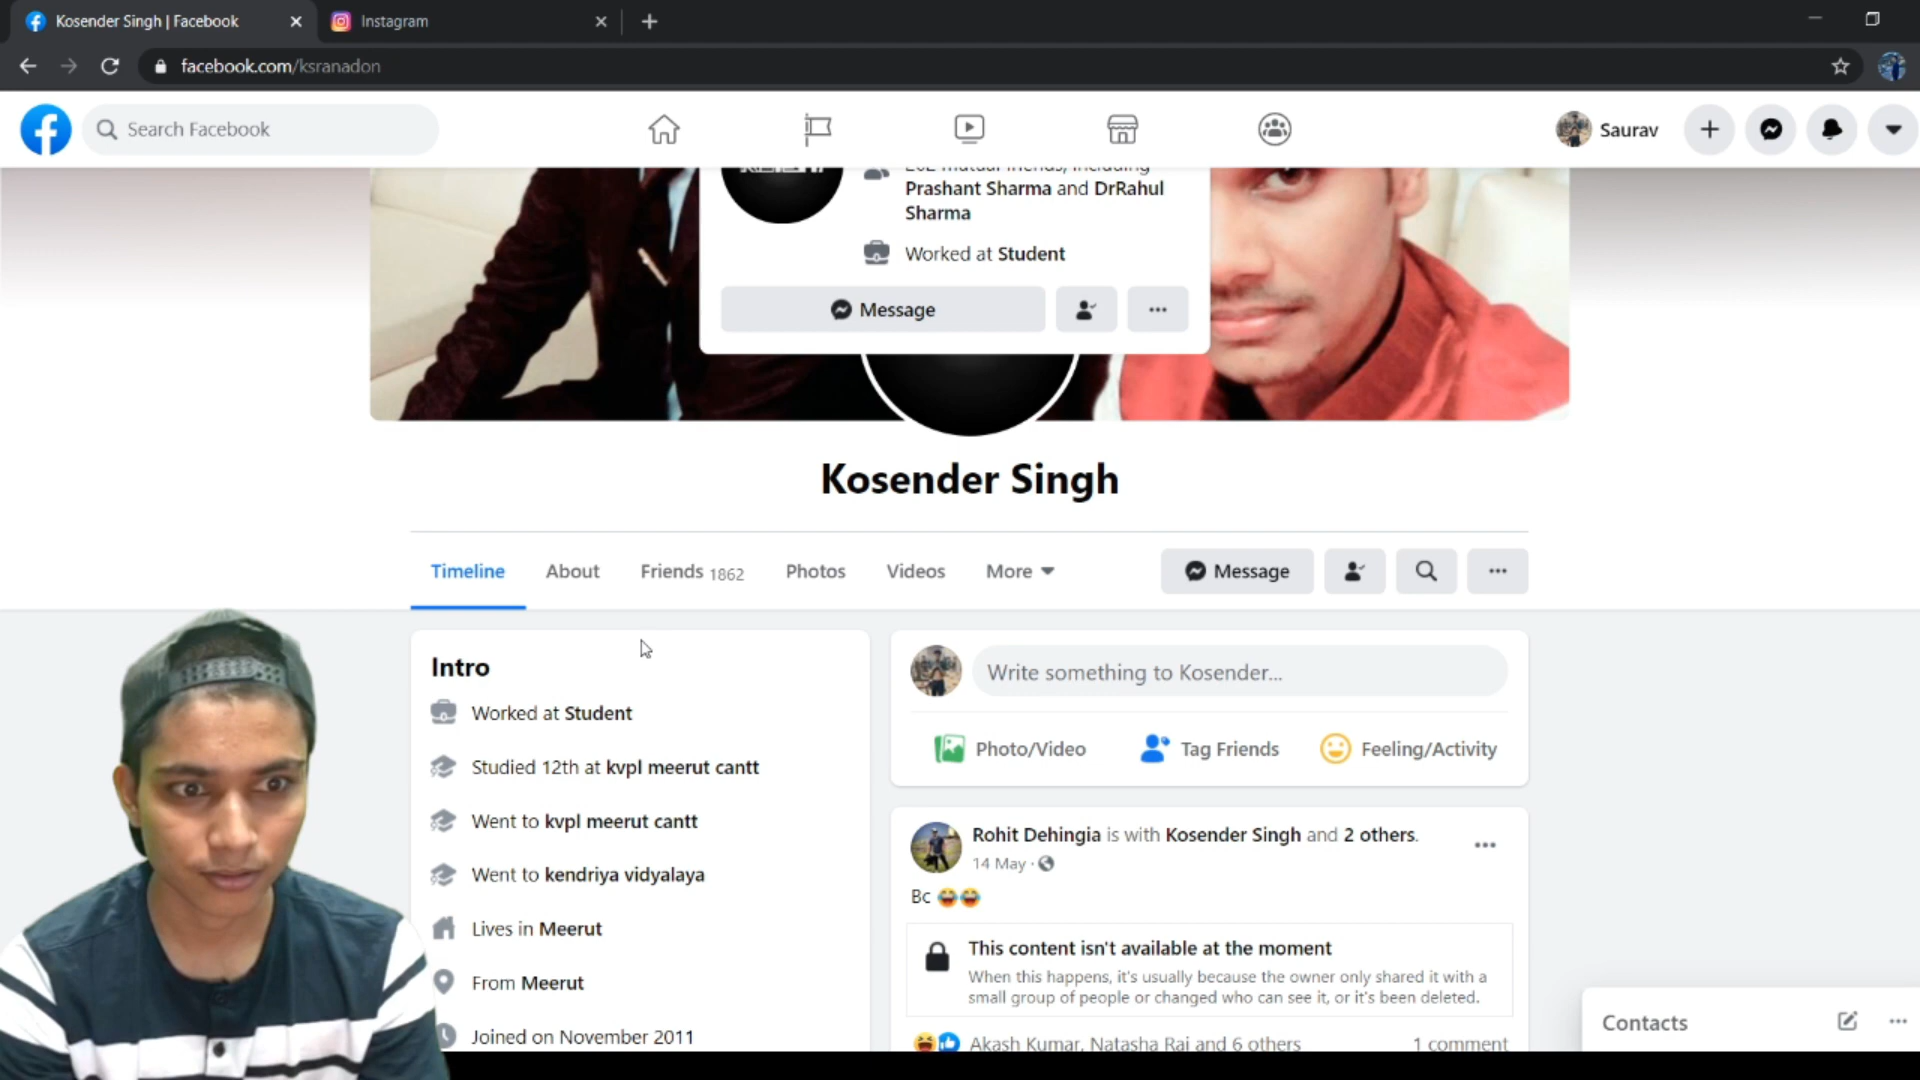 Kosender Singh | Facebook
Instagram
facebook.com/ksranadon
Search Facebook
Saurav
Prashant Sharma and DrRahul
Sharma
Worked at Student
Message
Kosender Singh
Timeline
About
Friends 1862
Photos
Videos
More
Message
Intro
Worked at Student
Studied 12th at kvpl meerut cantt
Went to kvpl meerut cantt
Went to kendriya vidyalaya
Lives in Meerut
From Meerut
Joined on November 2011
Write something to Kosender...
Photo/Video
Tag Friends
Feeling/Activity
Rohit Dehingia is with Kosender Singh and 2 others.
14 May ·
Bc 😂😂
This content isn't available at the moment
When this happens, it's usually because the owner only shared it with a
small group of people or changed who can see it, or it's been deleted.
Akash Kumar, Natasha Rai and 6 others
1 comment
Contacts